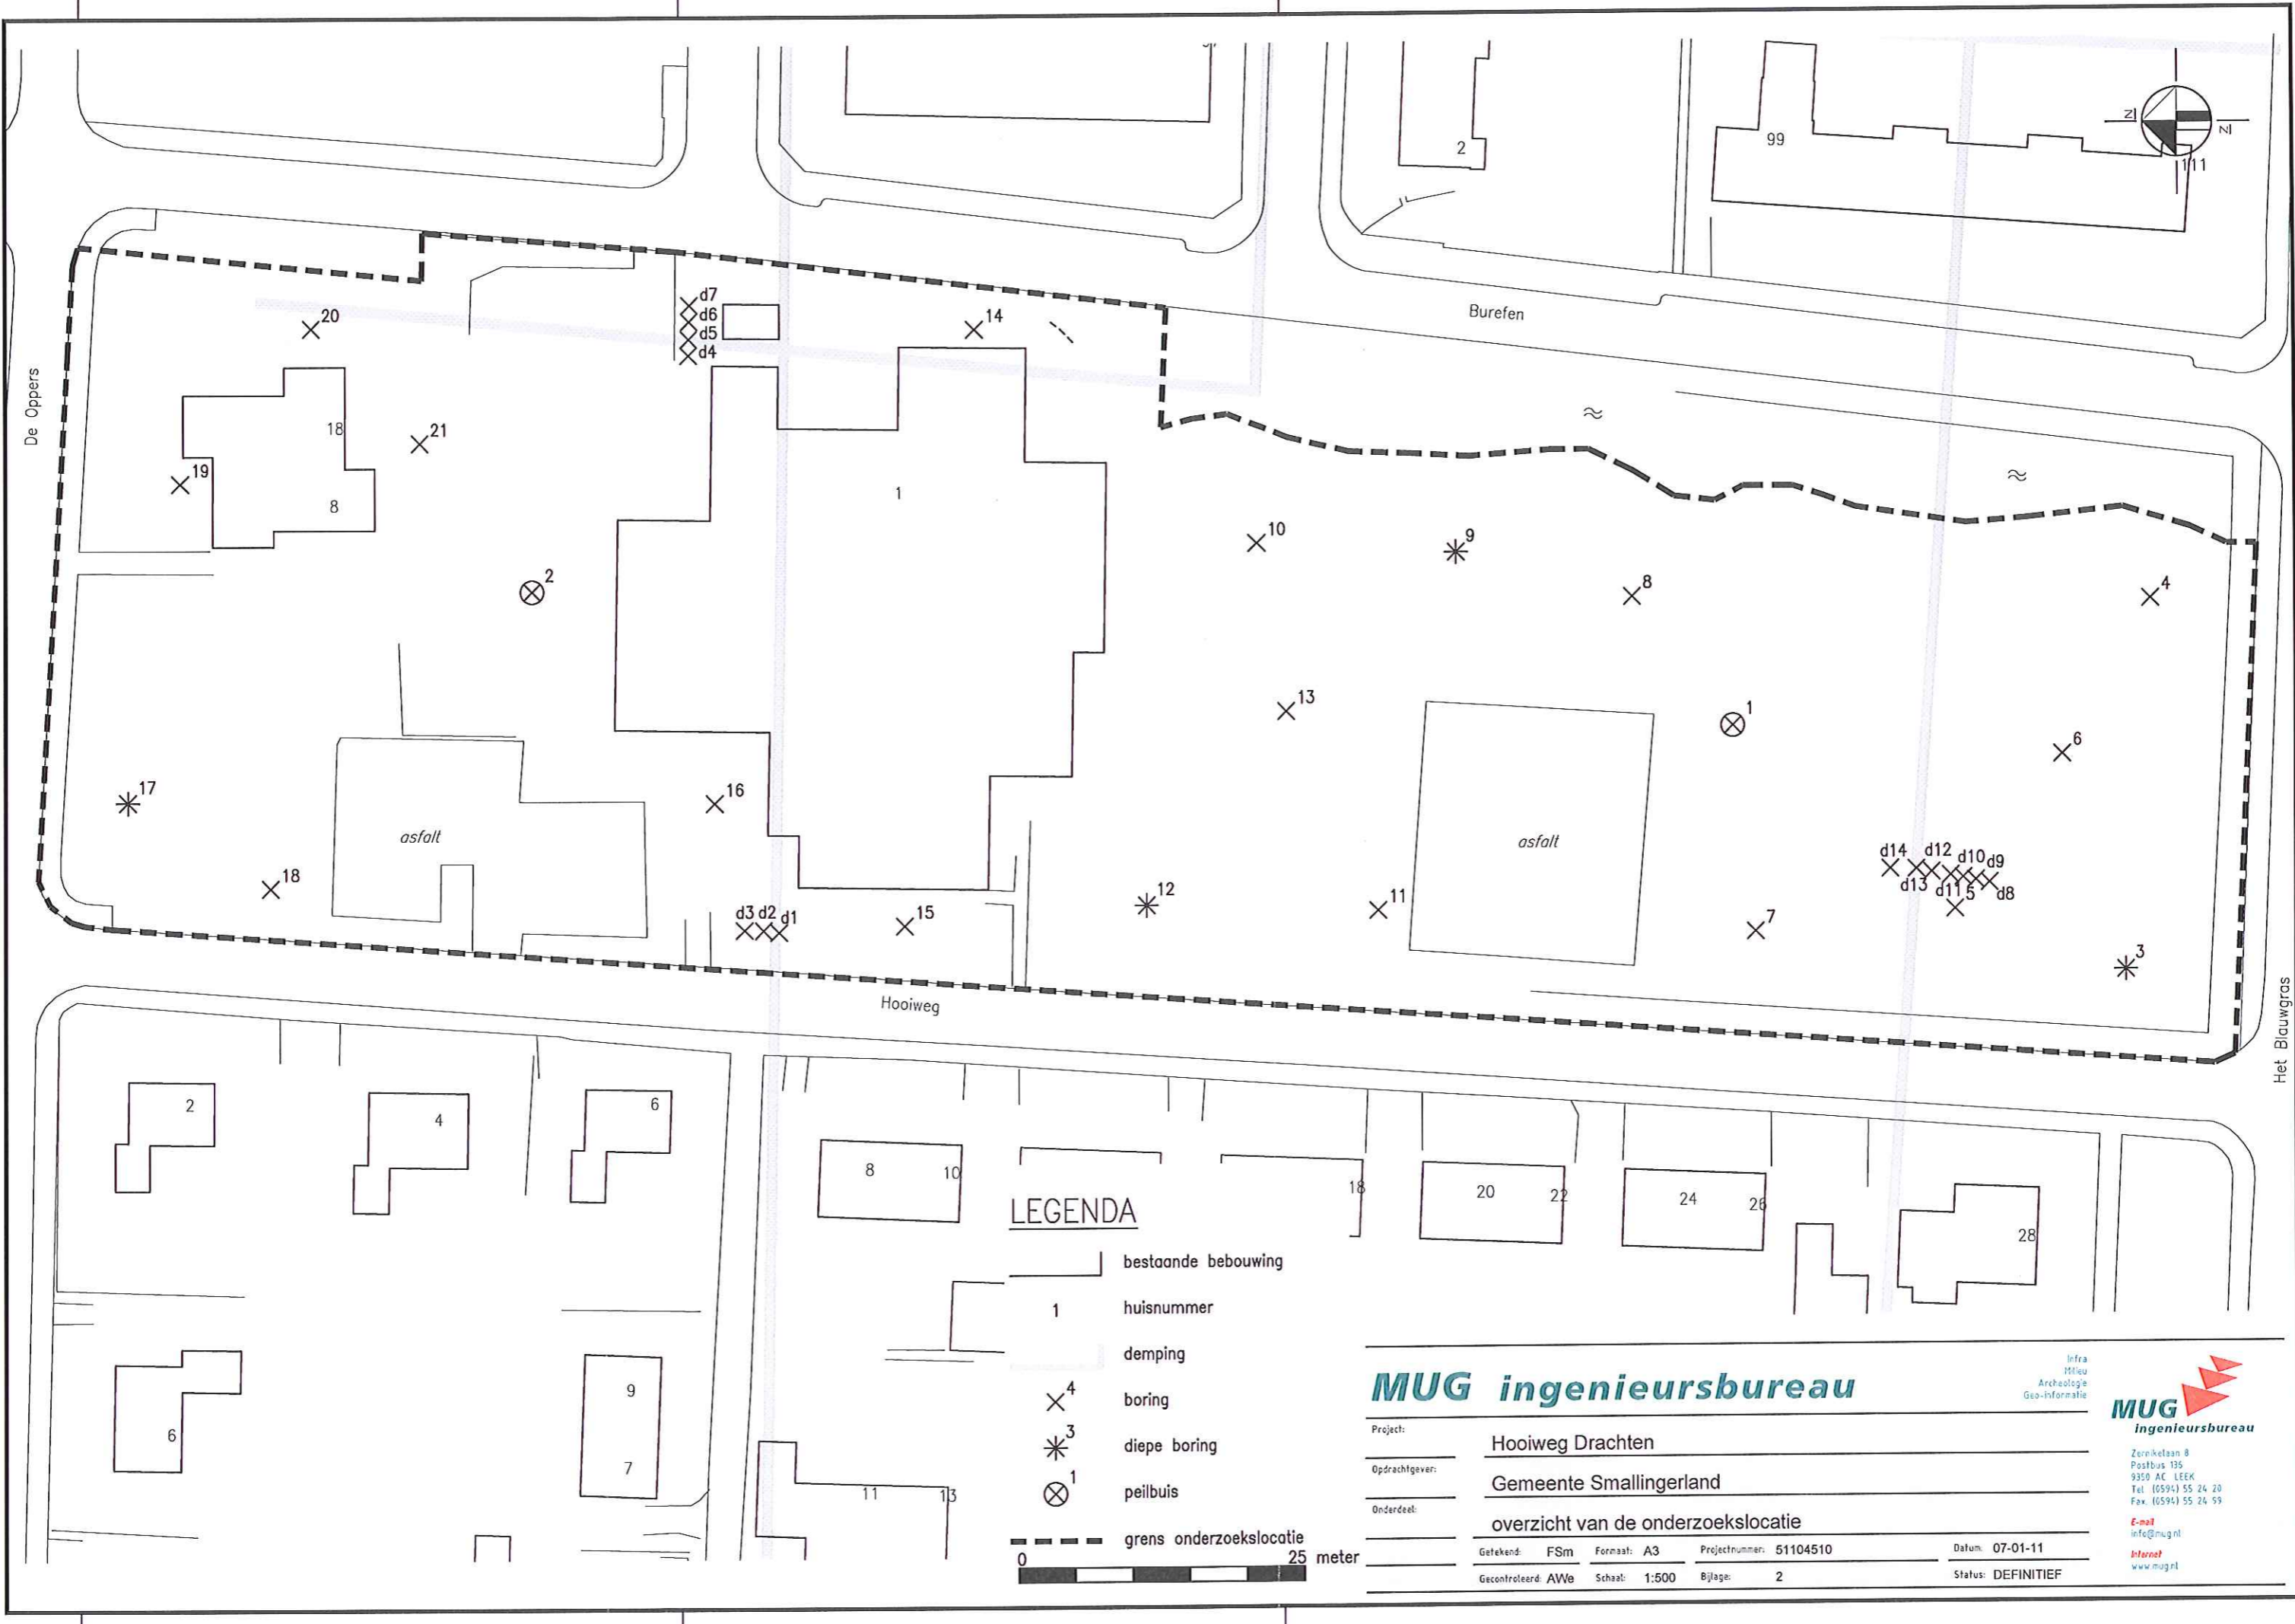 2
99
111
Burefen
De Oppers
Het Blauwgras
Hooiweg
d7
d6
d5
d4
14
20
18
21
19
8
1
2
10
9
8
4
13
1
6
17
asfalt
16
asfalt
18
d3 d2 d1
15
12
11
7
d14 d12 d10 d9
d13 d11 5 d8
3
2
4
6
8 10
18
20 22
24 26
28
6
9
7
11 13
LEGENDA
bestaande bebouwing
1 huisnummer
demping
4 boring
3 diepe boring
1 peilbuis
grens onderzoekslocatie
0 25 meter
MUG ingenieursbureau
Infra
Milieu
Archeologie
Geo-informatie
MUG
ingenieursbureau
Project: Hooiweg Drachten
Opdrachtgever: Gemeente Smallingerland
Onderdeel: overzicht van de onderzoekslocatie
Getekend: FSm Formaat: A3 Projectnummer: 51104510 Datum: 07-01-11
Gecontroleerd: AWe Schaal: 1:500 Bijlage: 2 Status: DEFINITIEF
Zernikelaan 8
Postbus 136
9350 AC LEEK
Tel. (0594) 55 24 20
Fax. (0594) 55 24 99
E-mail
info@mug.nl
Internet
www.mug.nl